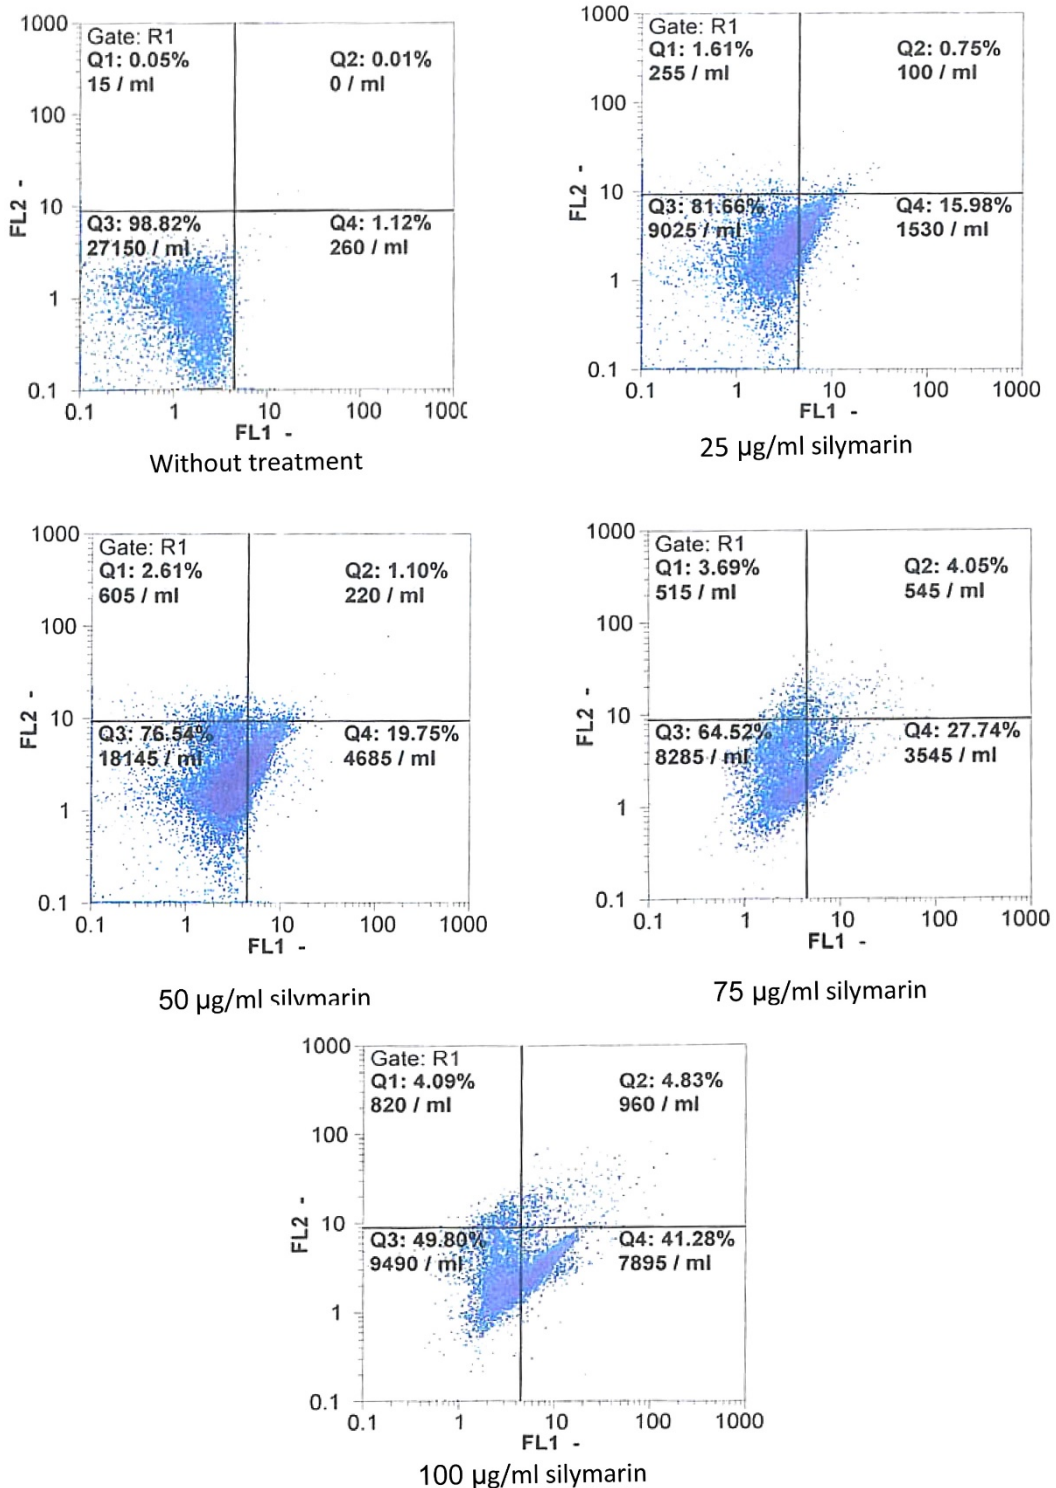 1000
Gate: R1
Q1: 0.05%
15 / ml
Q2: 0.01%
0 / ml
100
10
FL2 -
Q3: 98.82%
27150 / ml
Q4: 1.12%
260 / ml
1
0.1
0.1 1 10 100 1000
FL1 -
Without treatment
1000
Gate: R1
Q1: 1.61%
255 / ml
Q2: 0.75%
100 / ml
100
10
FL2 -
Q3: 81.66%
9025 / ml
Q4: 15.98%
1530 / ml
1
0.1
0.1 1 10 100 1000
FL1 -
25 µg/ml silymarin
1000
Gate: R1
Q1: 2.61%
605 / ml
Q2: 1.10%
220 / ml
100
10
FL2 -
Q3: 76.54%
18145 / ml
Q4: 19.75%
4685 / ml
1
0.1
0.1 1 10 100 1000
FL1 -
50 µg/ml silymarin
1000
Gate: R1
Q1: 3.69%
515 / ml
Q2: 4.05%
545 / ml
100
10
FL2 -
Q3: 64.52%
8285 / ml
Q4: 27.74%
3545 / ml
1
0.1
0.1 1 10 100 1000
FL1 -
75 µg/ml silymarin
1000
Gate: R1
Q1: 4.09%
820 / ml
Q2: 4.83%
960 / ml
100
10
FL2 -
Q3: 49.80%
9490 / ml
Q4: 41.28%
7895 / ml
1
0.1
0.1 1 10 100 1000
FL1 -
100 µg/ml silymarin